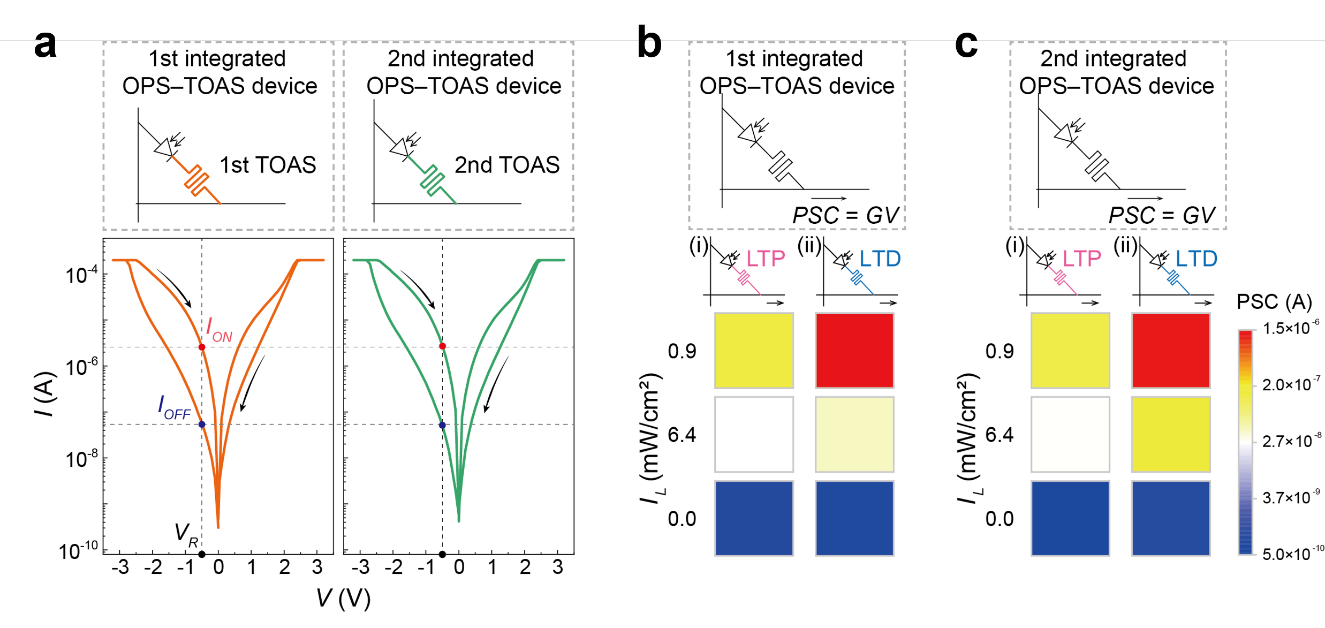 a
1st integrated
OPS–TOAS device
1st TOAS
2nd integrated
OPS–TOAS device
2nd TOAS
I (A)
10⁻⁴
10⁻⁶
10⁻⁸
10⁻¹⁰
I_ON
I_OFF
V_R
-3 -2 -1 0 1 2 3
-3 -2 -1 0 1 2 3
V (V)
b
1st integrated
OPS–TOAS device
PSC = GV
(i) LTP
(ii) LTD
I_L (mW/cm²)
0.9
6.4
0.0
c
2nd integrated
OPS–TOAS device
PSC = GV
(i) LTP
(ii) LTD
I_L (mW/cm²)
0.9
6.4
0.0
PSC (A)
1.5×10⁻⁶
2.0×10⁻⁷
2.7×10⁻⁸
3.7×10⁻⁹
5.0×10⁻¹⁰